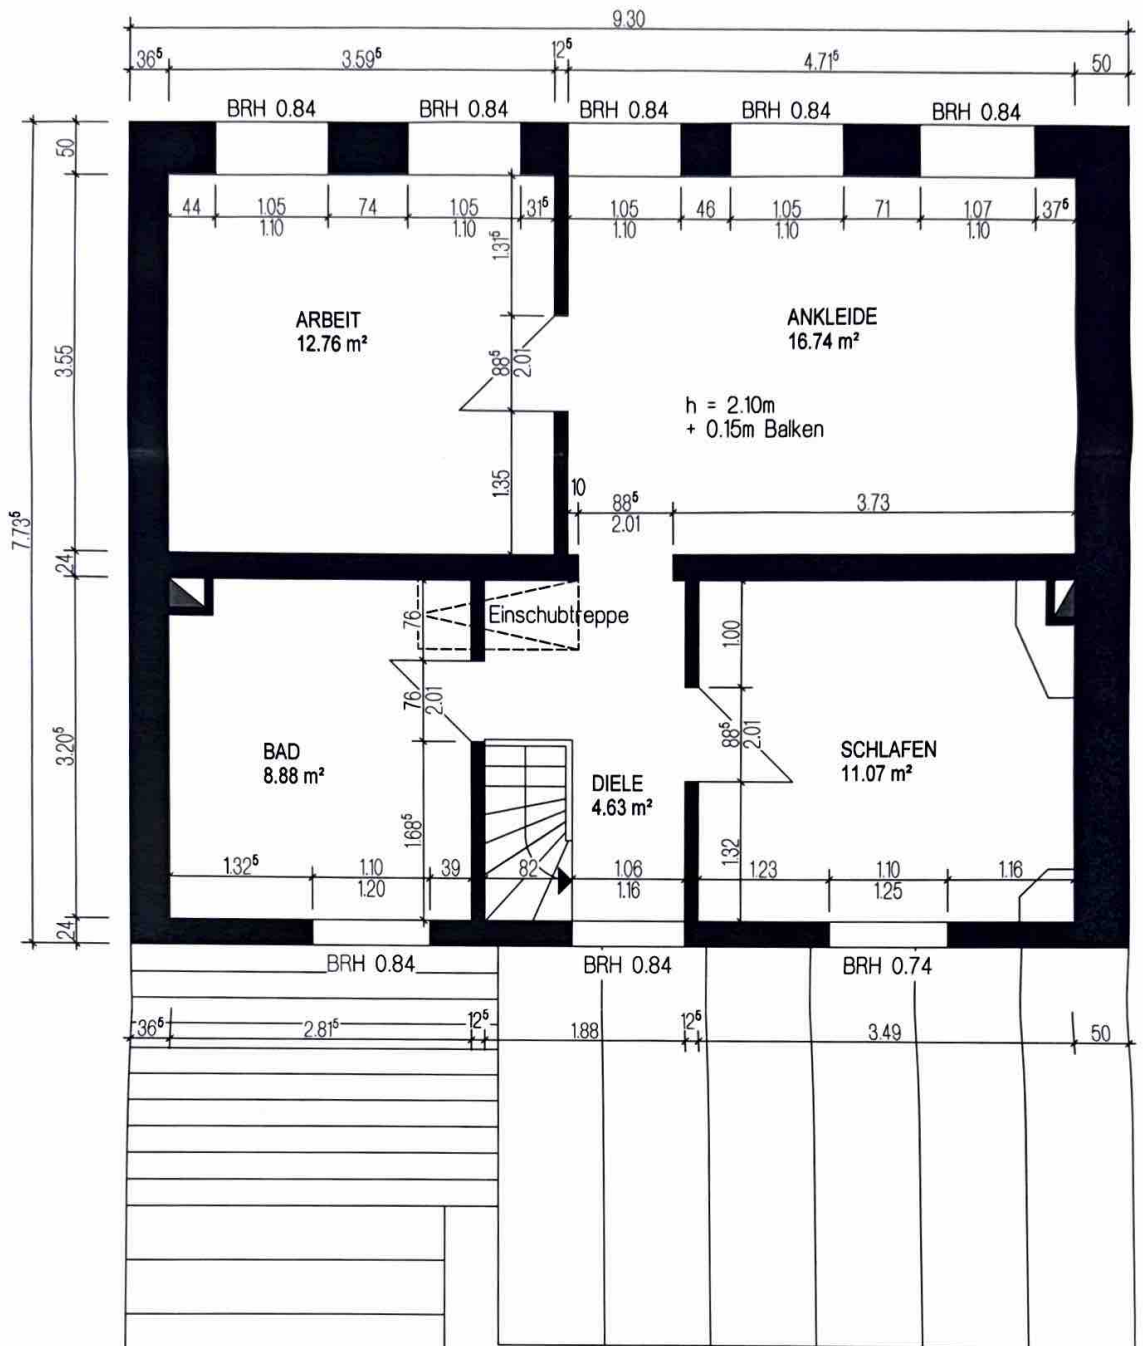 9.30
36⁵ 3.59⁵ 12⁵ 4.71⁵ 50
BRH 0.84 BRH 0.84 BRH 0.84 BRH 0.84 BRH 0.84
50
44 1.05 74 1.05 31⁵ 1.05 46 1.05 71 1.07 37⁵
1.10 1.10 1.10 1.10 1.10
1.31⁵
ARBEIT
12.76 m²
ANKLEIDE
16.74 m²
3.55
88⁵
2.01
h = 2.10m
+ 0.15m Balken
1.35
10 88⁵ 3.73
2.01
7.73⁵
24
Einschubtreppe
76
1.00
76
2.01
88⁵
2.01
3.20⁵
BAD
8.88 m²
DIELE
4.63 m²
SCHLAFEN
11.07 m²
1.68⁵
1.32
1.32⁵ 1.10 39 82 1.06 1.23 1.10 1.16
1.20 1.16 1.25
24
BRH 0.84 BRH 0.84 BRH 0.74
36⁵ 2.81⁵ 12⁵ 1.88 12⁵ 3.49 50